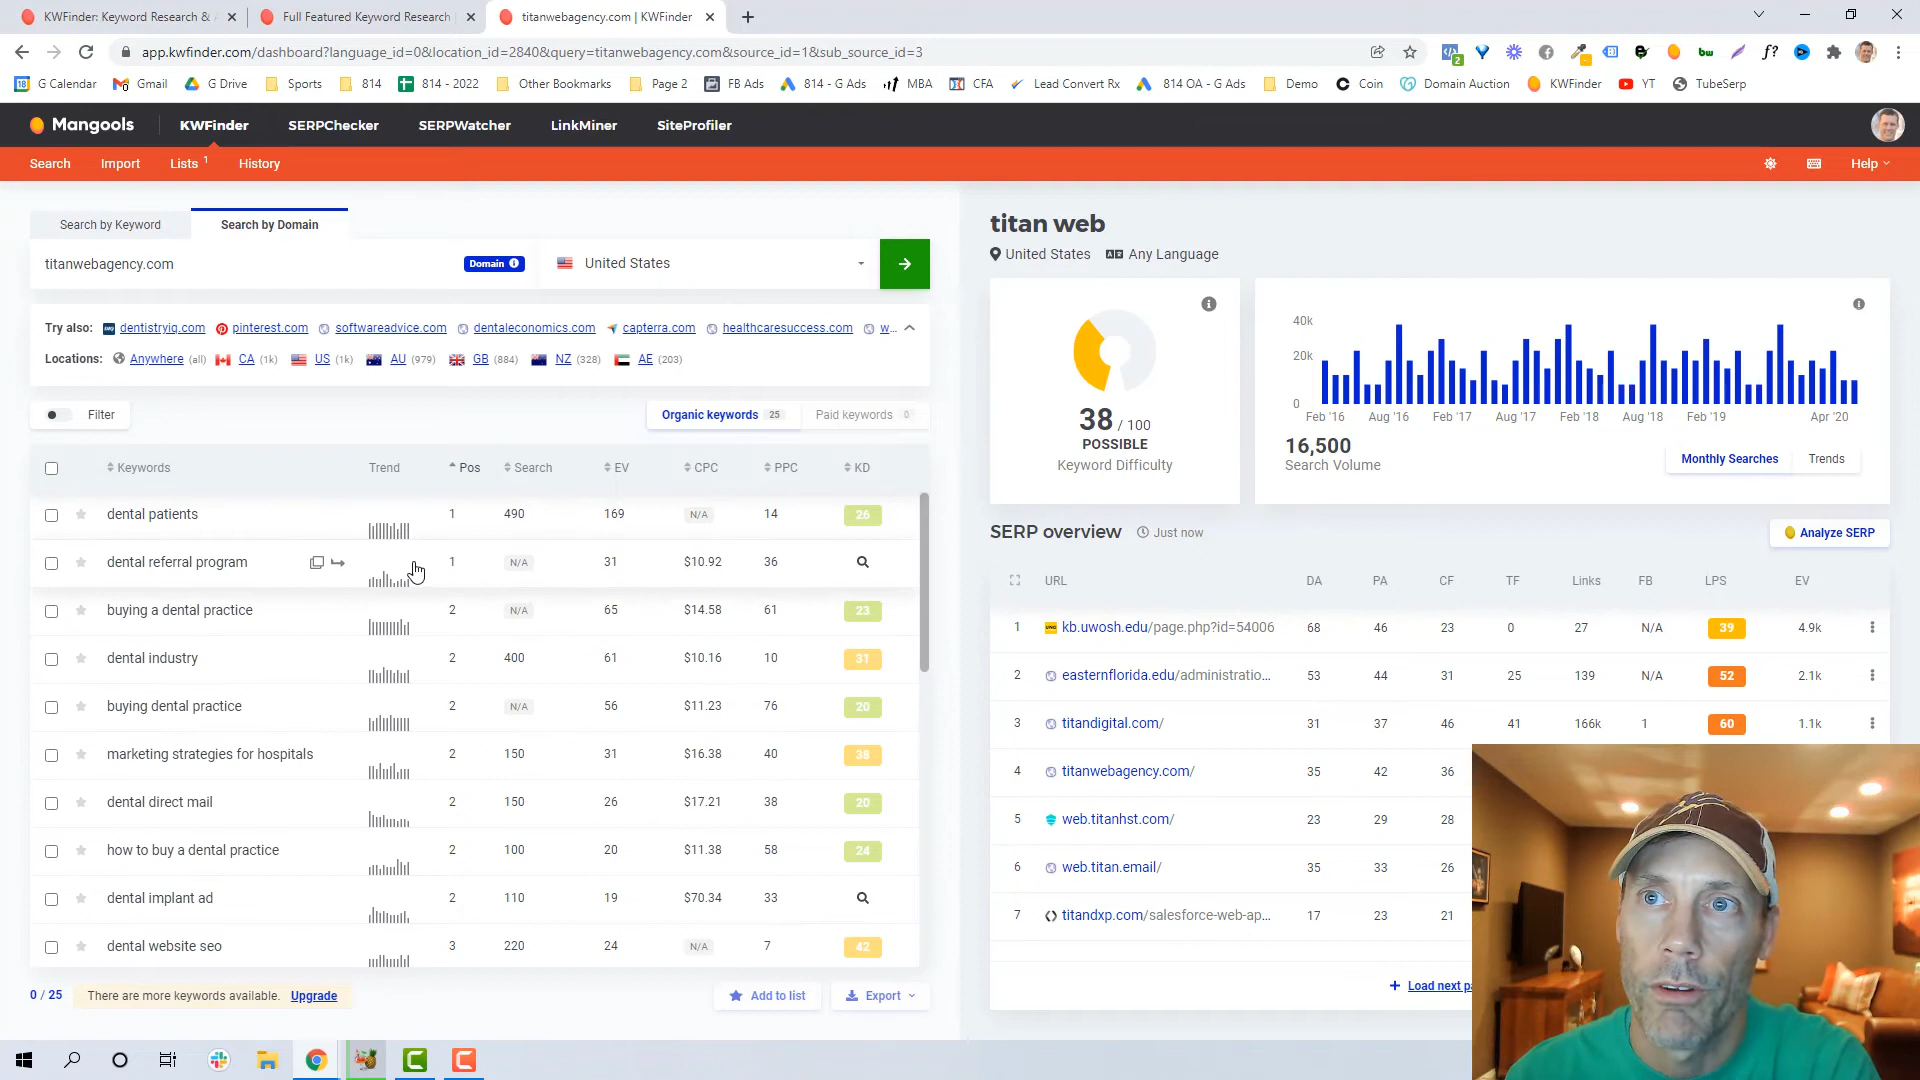 KWFinder: Keyword Research & 
Full Featured Keyword Research
titanwebagency.com | KWFinder
app.kwfinder.com/dashboard?language_id=0&location_id=2840&query=titanwebagency.com&source_id=1&sub_source_id=3
G Calendar Gmail G Drive Sports 814 814 - 2022 Other Bookmarks Page 2 FB Ads 814 - G Ads MBA CFA Lead Convert Rx 814 OA - G Ads Demo Coin Domain Auction KWFinder YT TubeSerp
Mangools KWFinder SERPChecker SERPWatcher LinkMiner SiteProfiler
Search Import Lists 1 History Help
Search by Keyword Search by Domain
titanwebagency.com Domain United States
Try also: dentistryiq.com pinterest.com softwareadvice.com dentaleconomics.com capterra.com healthcaresuccess.com w...
Locations: Anywhere (all) CA (1k) US (1k) AU (979) GB (884) NZ (328) AE (203)
Filter Organic keywords 25 Paid keywords 0
Keywords Trend Pos Search EV CPC PPC KD
dental patients 1 490 169 N/A 14 26
dental referral program 1 N/A 31 $10.92 36
buying a dental practice 2 N/A 65 $14.58 61 23
dental industry 2 400 61 $10.16 10 31
buying dental practice 2 N/A 56 $11.23 76 20
marketing strategies for hospitals 2 150 31 $16.38 40 38
dental direct mail 2 150 26 $17.21 38 20
how to buy a dental practice 2 100 20 $11.38 58 24
dental implant ad 2 110 19 $70.34 33
dental website seo 3 220 24 N/A 7 42
0 / 25 There are more keywords available. Upgrade Add to list Export
titan web
United States Any Language
38 / 100
POSSIBLE
Keyword Difficulty
40k
20k
0
Feb '16 Aug '16 Feb '17 Aug '17 Feb '18 Aug '18 Feb '19 Apr '20
16,500
Search Volume
Monthly Searches Trends
SERP overview Just now Analyze SERP
URL DA PA CF TF Links FB LPS EV
1 kb.uwosh.edu/page.php?id=54006 68 46 23 0 27 N/A 39 4.9k
2 easternflorida.edu/administratio... 53 44 31 25 139 N/A 52 2.1k
3 titandigital.com/ 31 37 46 41 166k 1 60 1.1k
4 titanwebagency.com/ 35 42 36
5 web.titanhst.com/ 23 29 28
6 web.titan.email/ 35 33 26
7 titandxp.com/salesforce-web-ap... 17 23 21
Load next